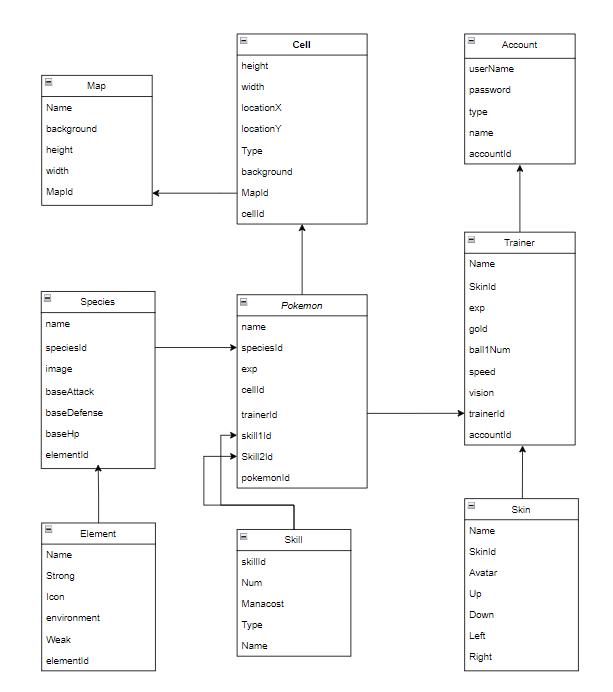 Cell
height
width
locationX
locationY
Type
background
MapId
cellId
Account
userName
password
type
name
accountId
Map
Name
background
height
width
MapId
Trainer
Name
SkinId
exp
gold
ball1Num
speed
vision
trainerId
accountId
Species
name
speciesId
image
baseAttack
baseDefense
baseHp
elementId
Pokemon
name
speciesId
exp
cellId
trainerId
skill1Id
Skill2Id
pokemonId
Element
Name
Strong
Icon
environment
Weak
elementId
Skill
skillId
Num
Manacost
Type
Name
Skin
Name
SkinId
Avatar
Up
Down
Left
Right